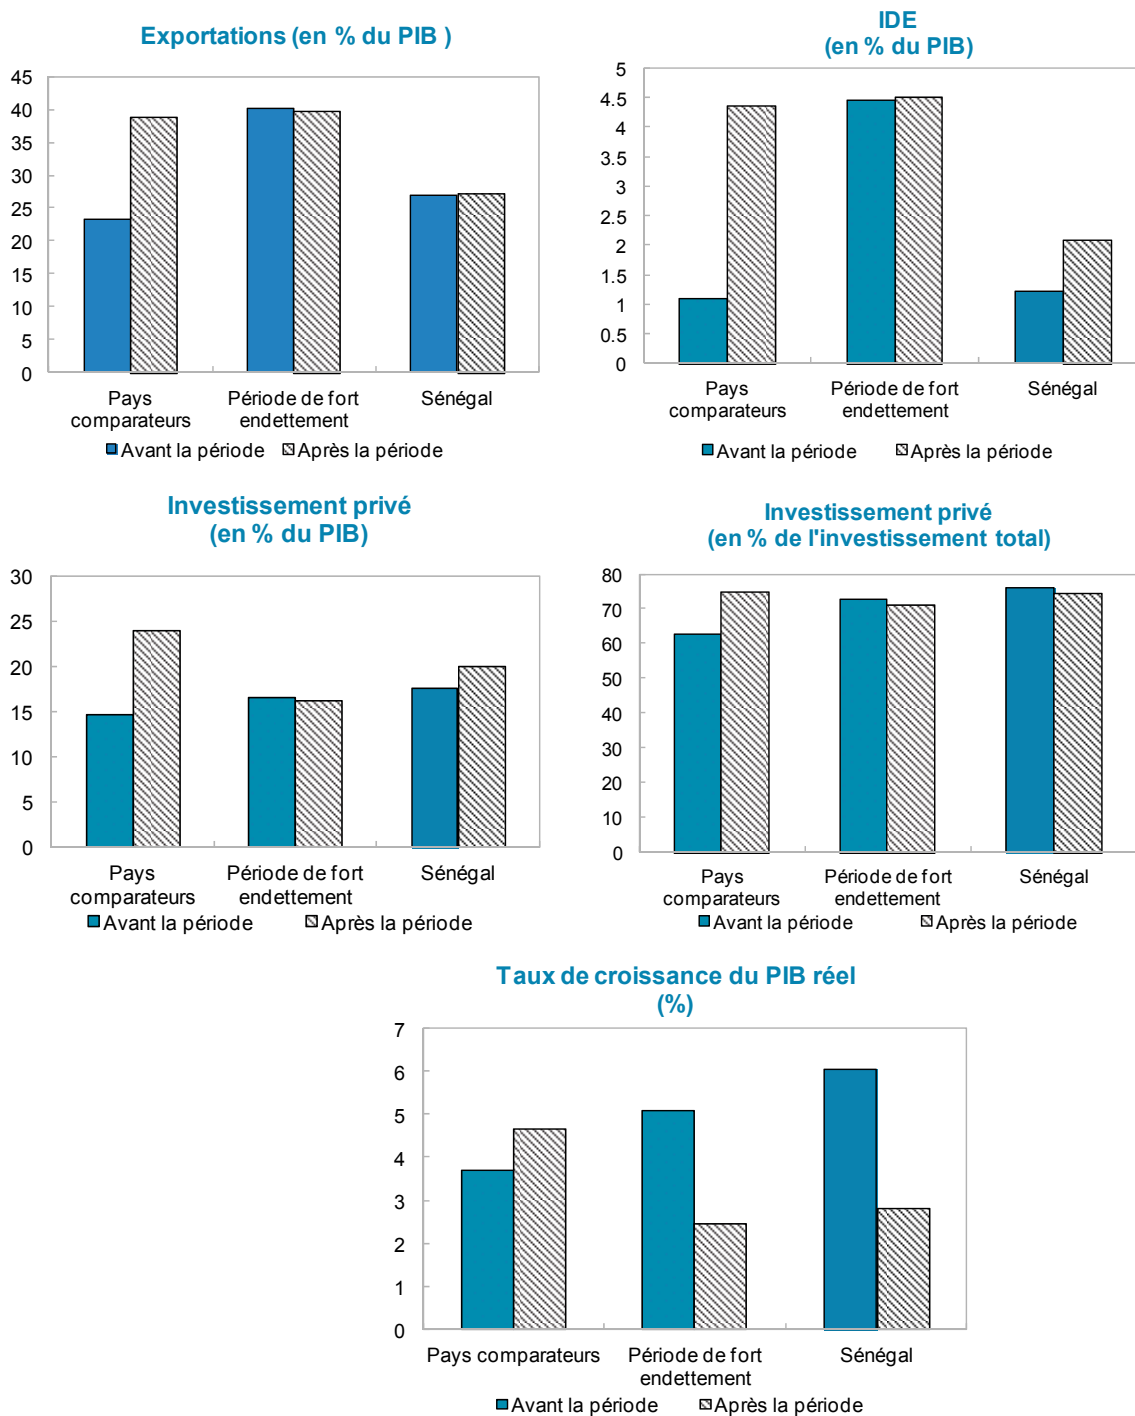 Exportations (en % du PIB )
45
40
35
30
25
20
15
10
5
0
Pays comparateurs
Période de fort endettement
Sénégal
Avant la période
Après la période
IDE
(en % du PIB)
5
4.5
4
3.5
3
2.5
2
1.5
1
0.5
0
Pays comparateurs
Période de fort endettement
Sénégal
Avant la période
Après la période
Investissement privé
(en % du PIB)
30
25
20
15
10
5
0
Pays comparateurs
Période de fort endettement
Sénégal
Avant la période
Après la période
Investissement privé
(en % de l'investissement total)
80
70
60
50
40
30
20
10
0
Pays comparateurs
Période de fort endettement
Sénégal
Avant la période
Après la période
Taux de croissance du PIB réel
(%)
7
6
5
4
3
2
1
0
Pays comparateurs
Période de fort endettement
Sénégal
Avant la période
Après la période